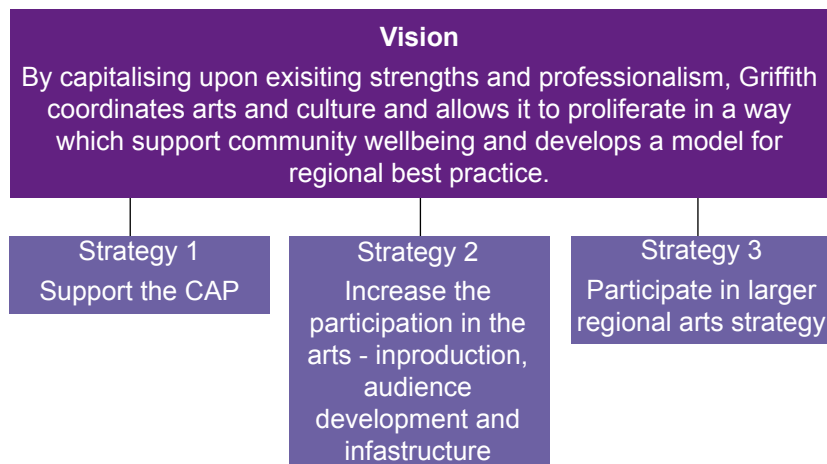 Vision
By capitalising upon exisiting strengths and professionalism, Griffith
coordinates arts and culture and allows it to proliferate in a way
which support community wellbeing and develops a model for
regional best practice.
Strategy 1
Support the CAP
Strategy 2
Increase the
participation in the
arts - inproduction,
audience
development and
infastructure
Strategy 3
Participate in larger
regional arts strategy